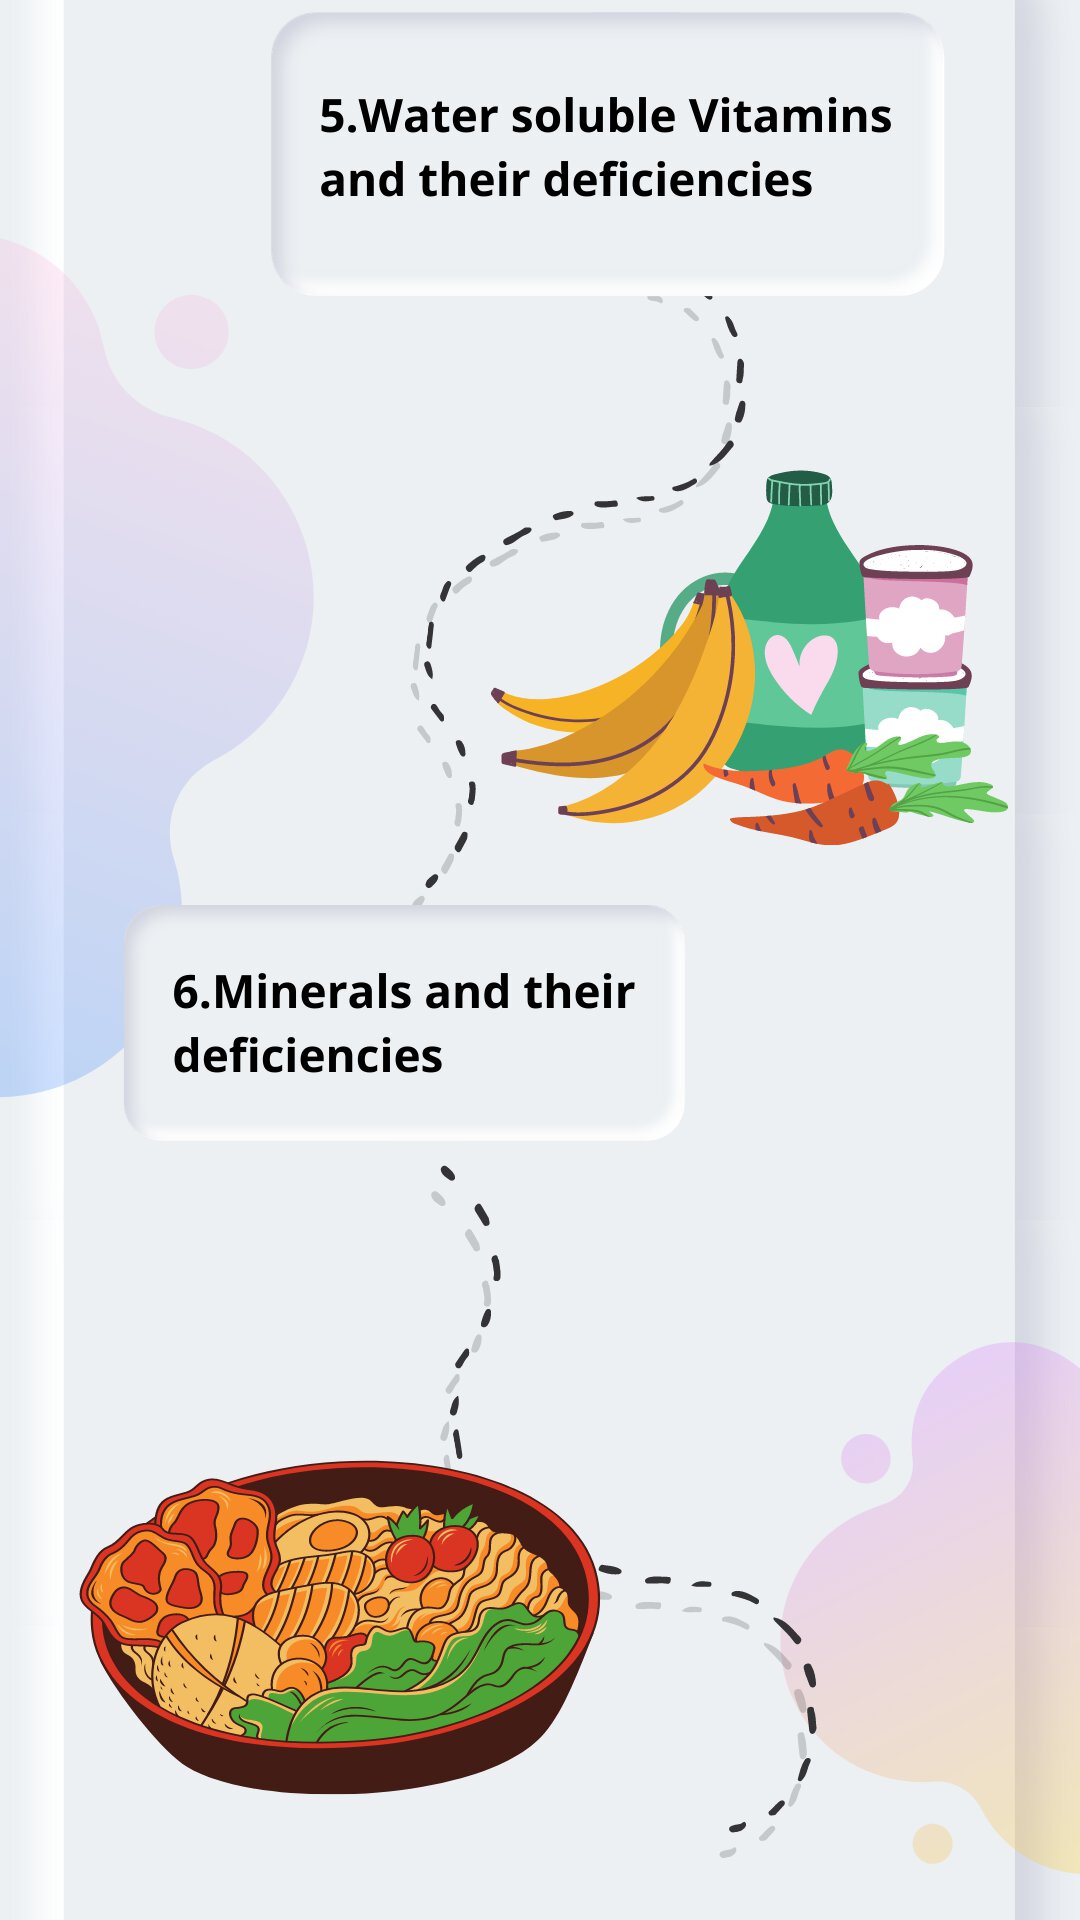 5.Water soluble Vitamins
and their deficiencies
6.Minerals and their
deficiencies